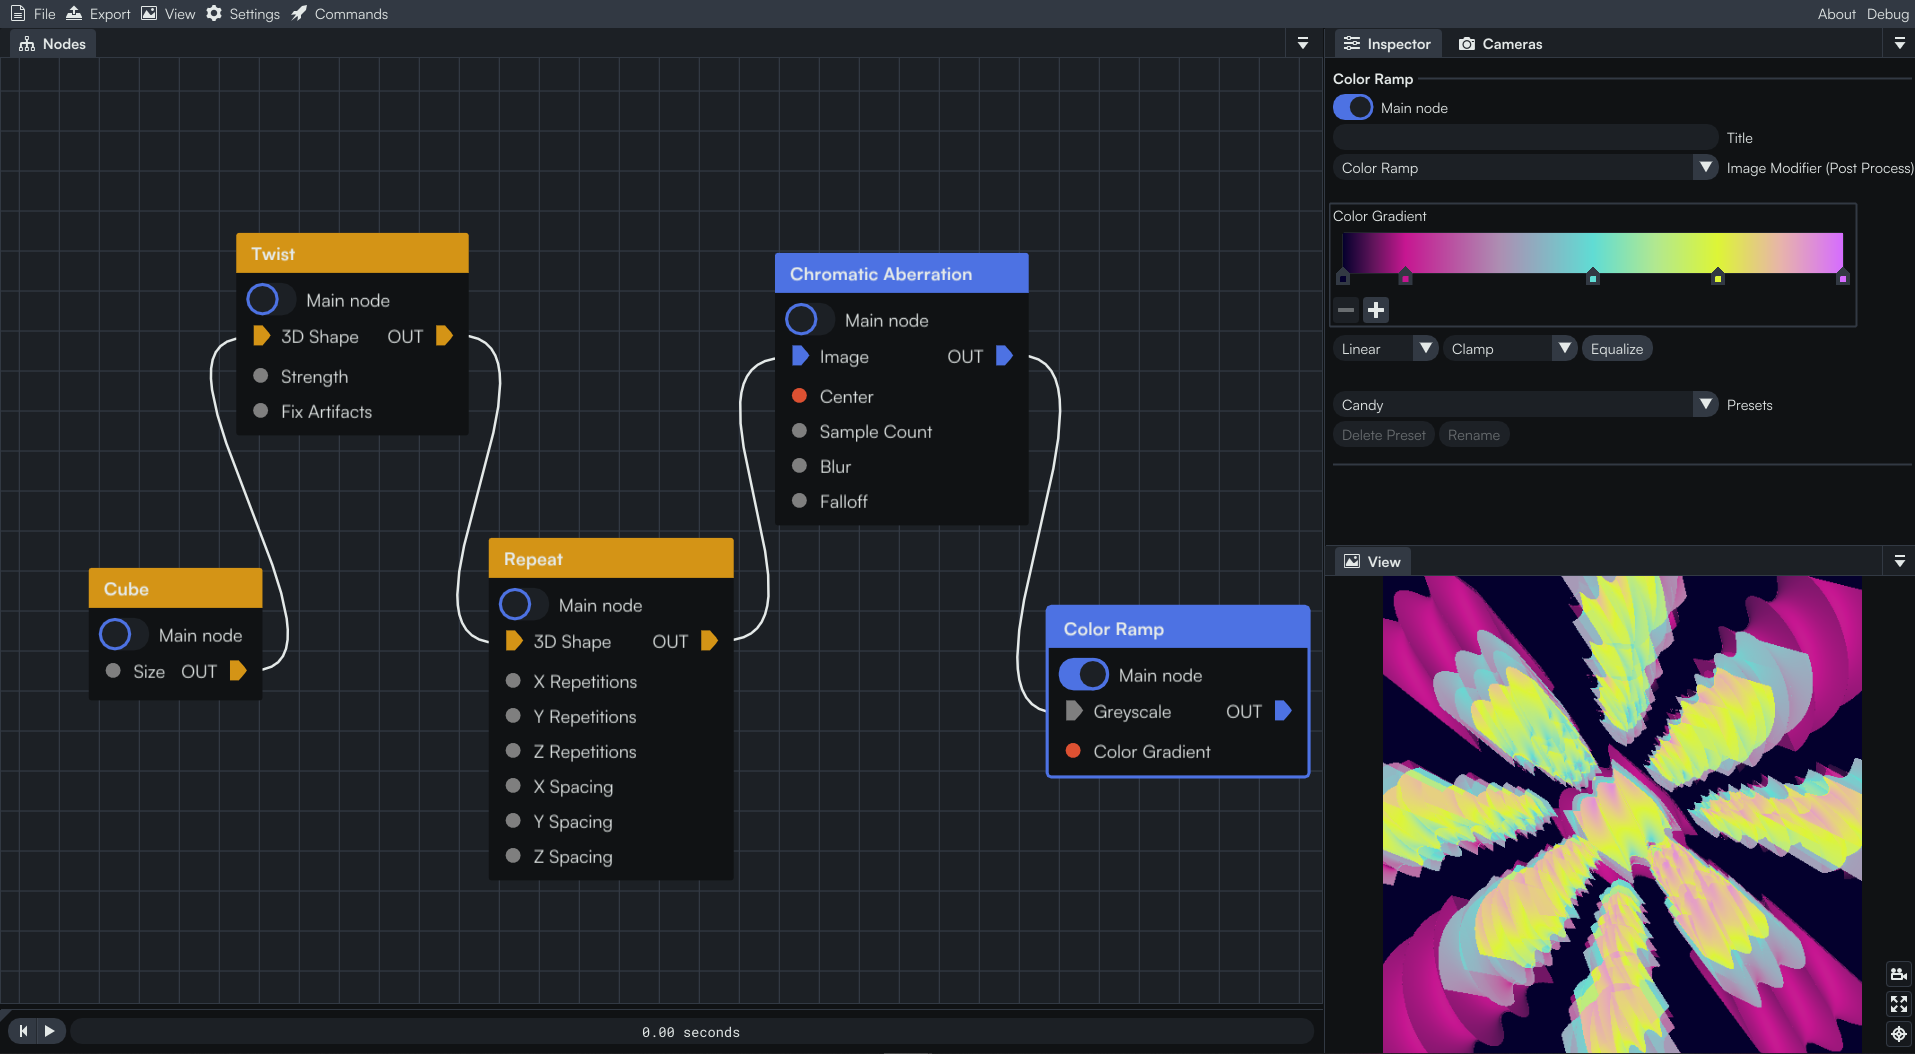 File Export View Settings Commands About Debug
Nodes
Inspector Cameras
Color Ramp
Main node
Title
Color Ramp Image Modifier (Post Process)
Color Gradient
Linear Clamp Equalize
Candy Presets
Delete Preset Rename
View
Twist
Main node
3D Shape OUT
Strength
Fix Artifacts
Chromatic Aberration
Main node
Image OUT
Center
Sample Count
Blur
Falloff
Cube
Main node
Size OUT
Repeat
Main node
3D Shape OUT
X Repetitions
Y Repetitions
Z Repetitions
X Spacing
Y Spacing
Z Spacing
Color Ramp
Main node
Greyscale OUT
Color Gradient
0.00 seconds